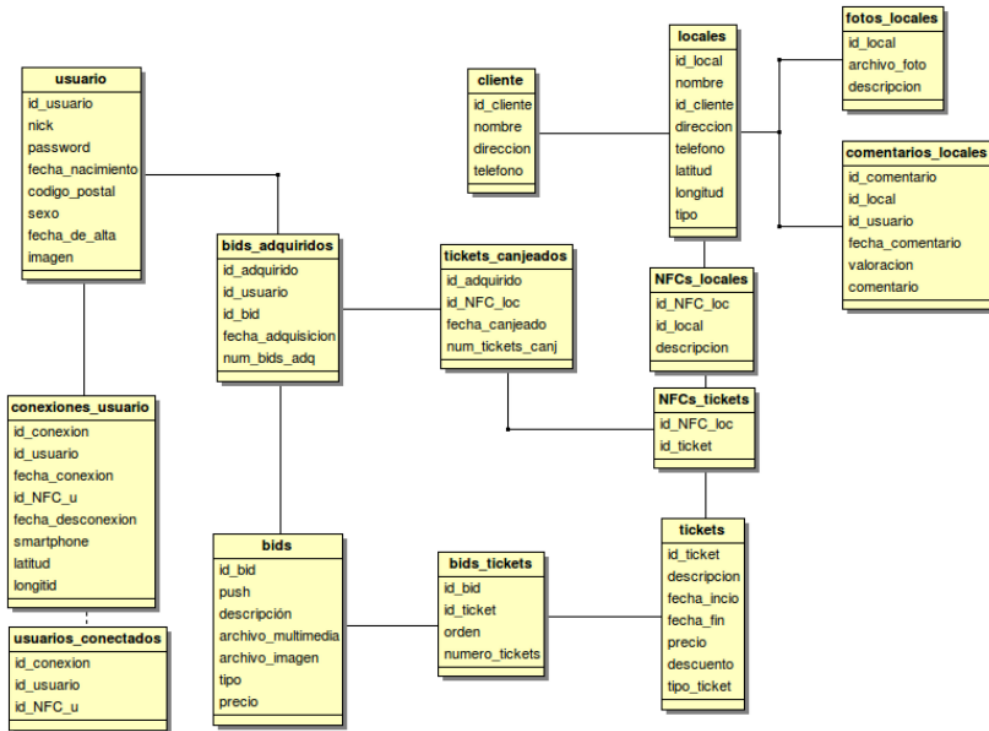 usuario
id_usuario
nick
password
fecha_nacimiento
codigo_postal
sexo
fecha_de_alta
imagen
conexiones_usuario
id_conexion
id_usuario
fecha_conexion
id_NFC_u
fecha_desconexion
smartphone
latitud
longitid
usuarios_conectados
id_conexion
id_usuario
id_NFC_u
bids_adquiridos
id_adquirido
id_usuario
id_bid
fecha_adquisicion
num_bids_adq
bids
id_bid
push
descripción
archivo_multimedia
archivo_imagen
tipo
precio
cliente
id_cliente
nombre
direccion
telefono
tickets_canjeados
id_adquirido
id_NFC_loc
fecha_canjeado
num_tickets_canj
bids_tickets
id_bid
id_ticket
orden
numero_tickets
locales
id_local
nombre
id_cliente
direccion
telefono
latitud
longitud
tipo
NFCs_locales
id_NFC_loc
id_local
descripcion
NFCs_tickets
id_NFC_loc
id_ticket
tickets
id_ticket
descripcion
fecha_incio
fecha_fin
precio
descuento
tipo_ticket
fotos_locales
id_local
archivo_foto
descripcion
comentarios_locales
id_comentario
id_local
id_usuario
fecha_comentario
valoracion
comentario